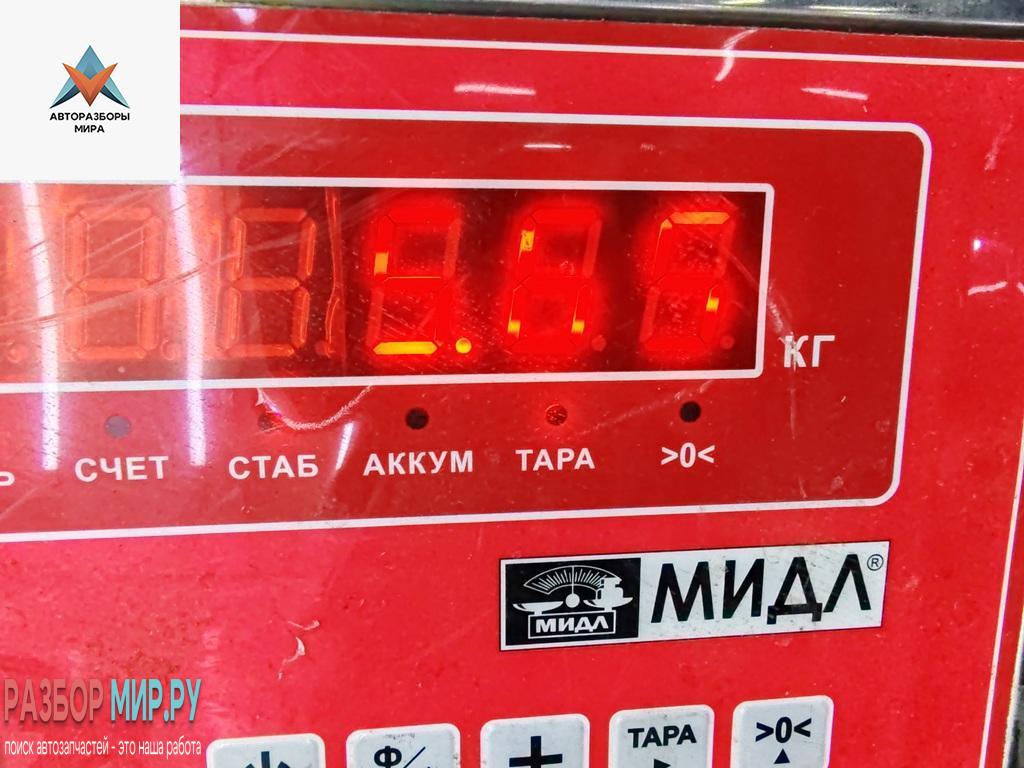 АВТОРАЗБОРЫ
МИРА
КГ
СЧЕТ СТАБ АККУМ ТАРА >0<
МИДЛ
МИДЛ®
РАЗБОР МИР.РУ
поиск автозапчастей - это наша работа
Ф/
+
ТАРА
>0<